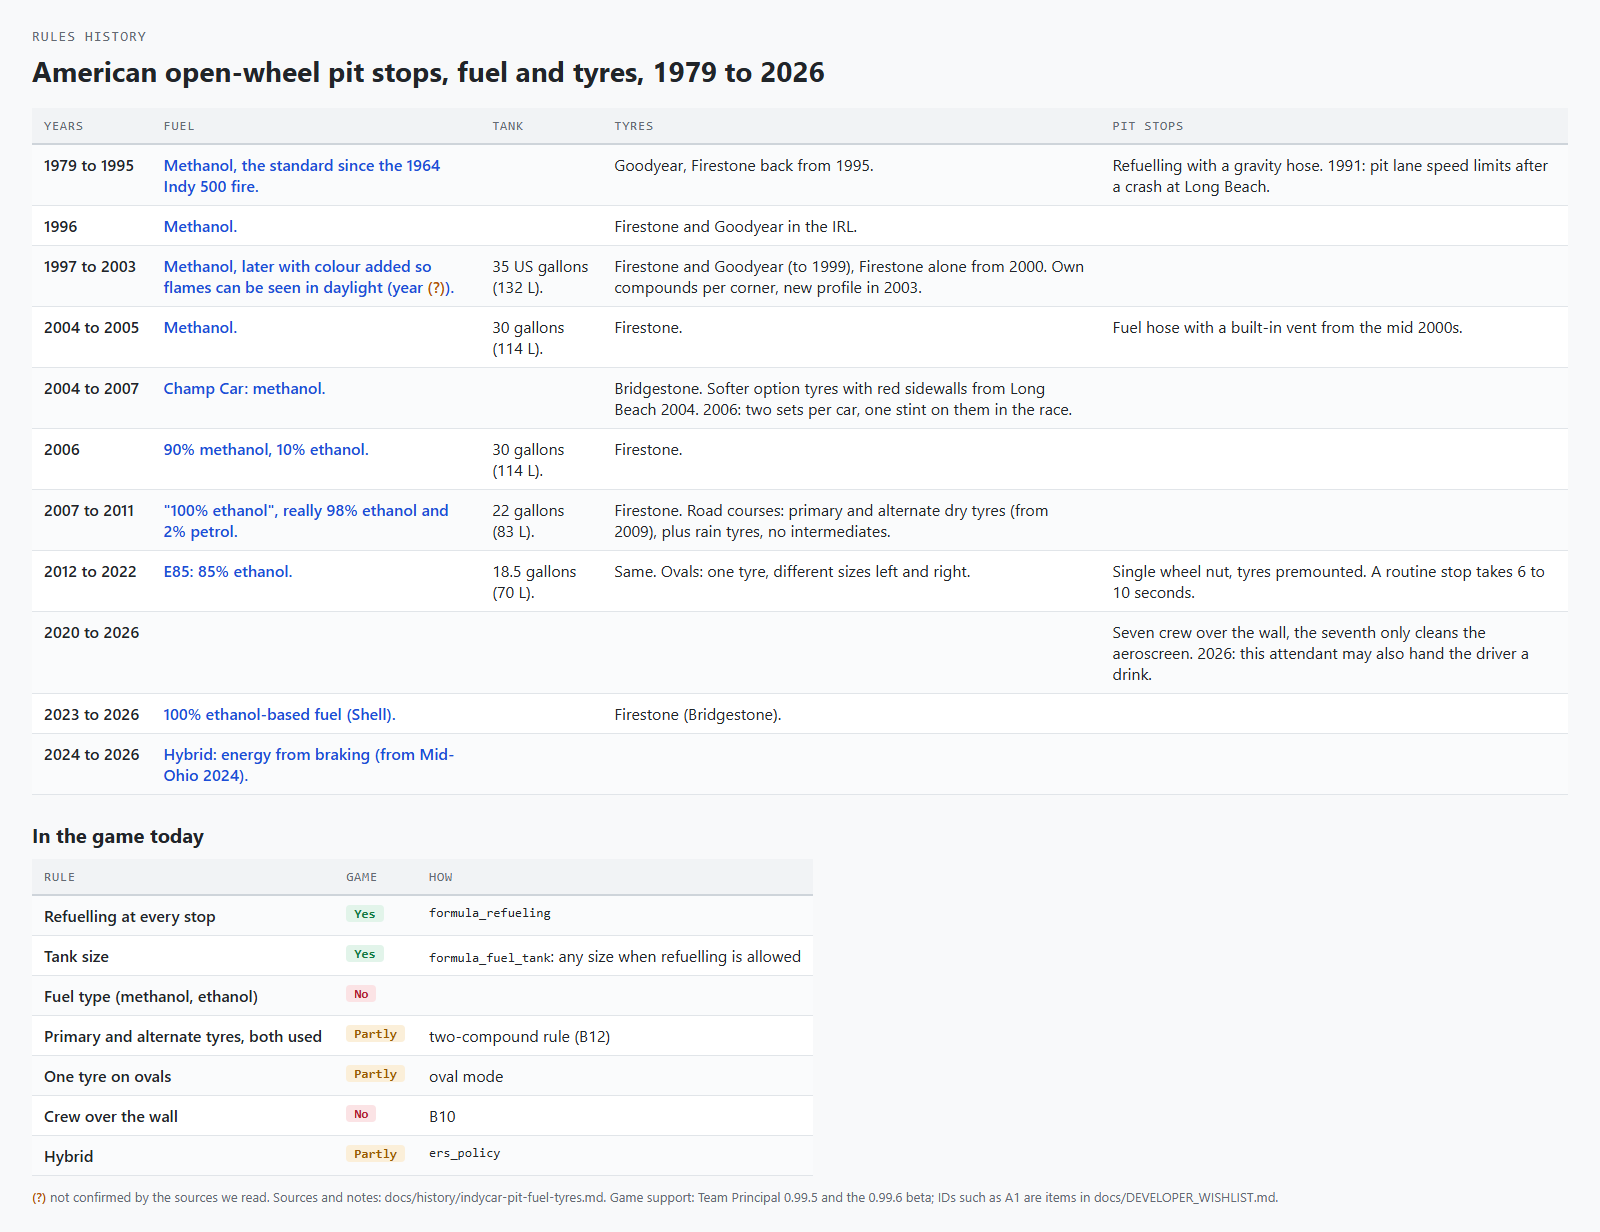 RULES HISTORY
American open-wheel pit stops, fuel and tyres, 1979 to 2026
YEARS FUEL TANK TYRES PIT STOPS
1979 to 1995 Methanol, the standard since the 1964 Goodyear, Firestone back from 1995. Refuelling with a gravity hose. 1991: pit lane speed limits after
Indy 500 fire. a crash at Long Beach.
1996 Methanol. Firestone and Goodyear in the IRL.
1997 to 2003 Methanol, later with colour added so 35 US gallons Firestone and Goodyear (to 1999), Firestone alone from 2000. Own
flames can be seen in daylight (year (?)). (132 L). compounds per corner, new profile in 2003.
2004 to 2005 Methanol. 30 gallons Firestone. Fuel hose with a built-in vent from the mid 2000s.
(114 L).
2004 to 2007 Champ Car: methanol. Bridgestone. Softer option tyres with red sidewalls from Long
Beach 2004. 2006: two sets per car, one stint on them in the race.
2006 90% methanol, 10% ethanol. 30 gallons Firestone.
(114 L).
2007 to 2011 "100% ethanol", really 98% ethanol and 22 gallons Firestone. Road courses: primary and alternate dry tyres (from
2% petrol. (83 L). 2009), plus rain tyres, no intermediates.
2012 to 2022 E85: 85% ethanol. 18.5 gallons Same. Ovals: one tyre, different sizes left and right. Single wheel nut, tyres premounted. A routine stop takes 6 to
(70 L). 10 seconds.
2020 to 2026 Seven crew over the wall, the seventh only cleans the
aeroscreen. 2026: this attendant may also hand the driver a
drink.
2023 to 2026 100% ethanol-based fuel (Shell). Firestone (Bridgestone).
2024 to 2026 Hybrid: energy from braking (from Mid-
Ohio 2024).
In the game today
RULE GAME HOW
Refuelling at every stop Yes formula_refueling
Tank size Yes formula_fuel_tank: any size when refuelling is allowed
Fuel type (methanol, ethanol) No
Primary and alternate tyres, both used Partly two-compound rule (B12)
One tyre on ovals Partly oval mode
Crew over the wall No B10
Hybrid Partly ers_policy
(?) not confirmed by the sources we read. Sources and notes: docs/history/indycar-pit-fuel-tyres.md. Game support: Team Principal 0.99.5 and the 0.99.6 beta; IDs such as A1 are items in docs/DEVELOPER_WISHLIST.md.